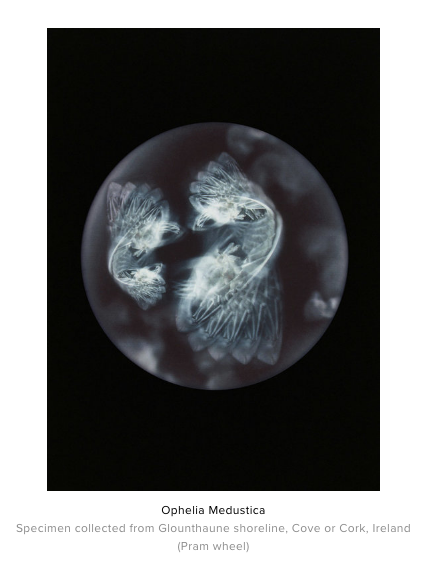 Ophelia Medustica
Specimen collected from Glounthaune shoreline, Cove or Cork, Ireland
(Pram wheel)